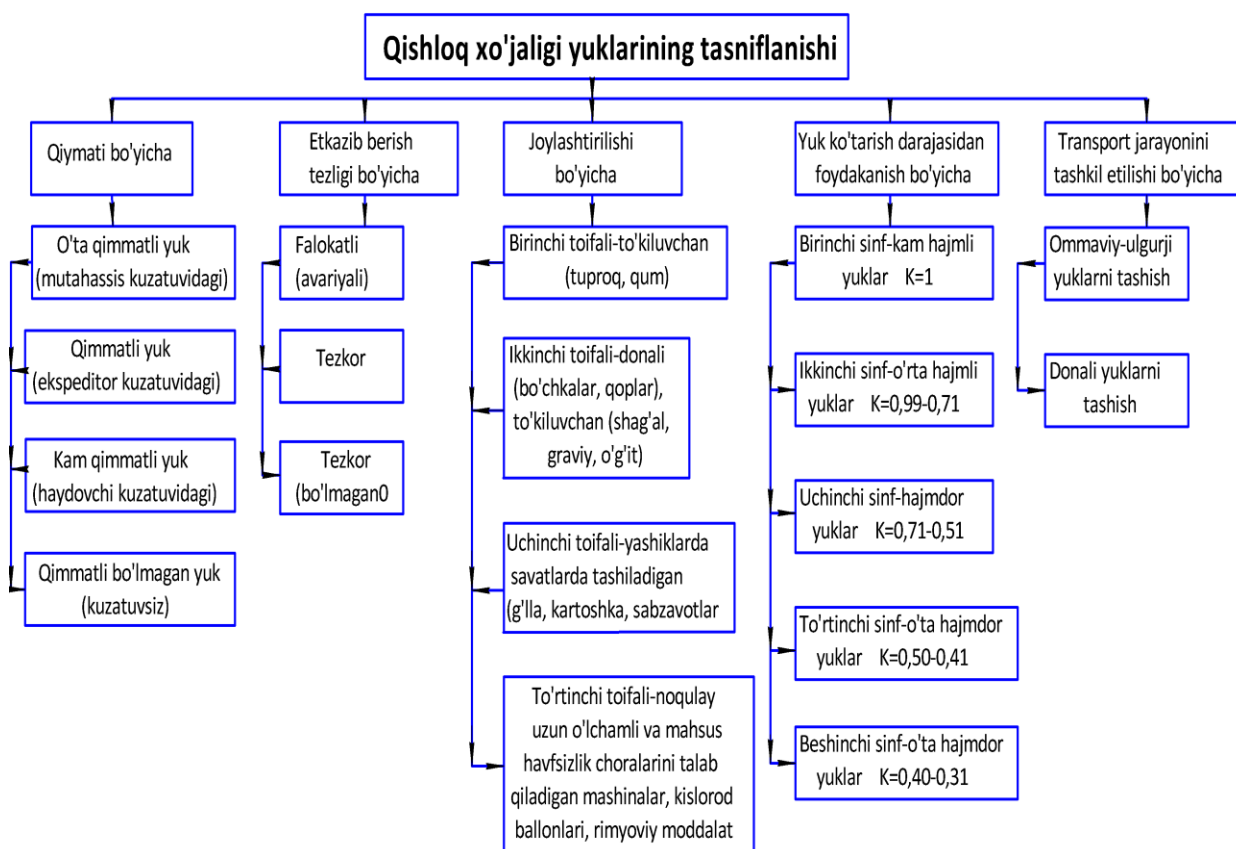 Qishloq xo'jaligi yuklarining tasniflanishi
Qiymati bo'yicha
O'ta qimmatli yuk
(mutahassis kuzatuvidagi)
Qimmatli yuk
(ekspeditor kuzatuvidagi)
Kam qimmatli yuk
(haydovchi kuzatuvidagi)
Qimmatli bo'lmagan yuk
(kuzatuvsiz)
Etkazib berish
tezligi bo'yicha
Falokatli
(avariyali)
Tezkor
Tezkor
(bo'lmagan0
Joylashtirilishi
bo'yicha
Birinchi toifali-to'kiluvchan
(tuproq, qum)
Ikkinchi toifali-donali
(bo'chkalar, qoplar),
to'kiluvchan (shag'al,
graviy, o'g'it)
Uchinchi toifali-yashiklarda
savatlarda tashiladigan
(g'lla, kartoshka, sabzavotlar
To'rtinchi toifali-noqulay
uzun o'lchamli va mahsus
havfsizlik choralarini talab
qiladigan mashinalar, kislorod
ballonlari, rimyoviy moddalat
Yuk ko'tarish darajasidan
foydakanish bo'yicha
Birinchi sinf-kam hajmli
yuklar K=1
Ikkinchi sinf-o'rta hajmli
yuklar K=0,99-0,71
Uchinchi sinf-hajmdor
yuklar K=0,71-0,51
To'rtinchi sinf-o'ta hajmdor
yuklar K=0,50-0,41
Beshinchi sinf-o'ta hajmdor
yuklar K=0,40-0,31
Transport jarayonini
tashkil etilishi bo'yicha
Ommaviy-ulgurji
yuklarni tashish
Donali yuklarni
tashish